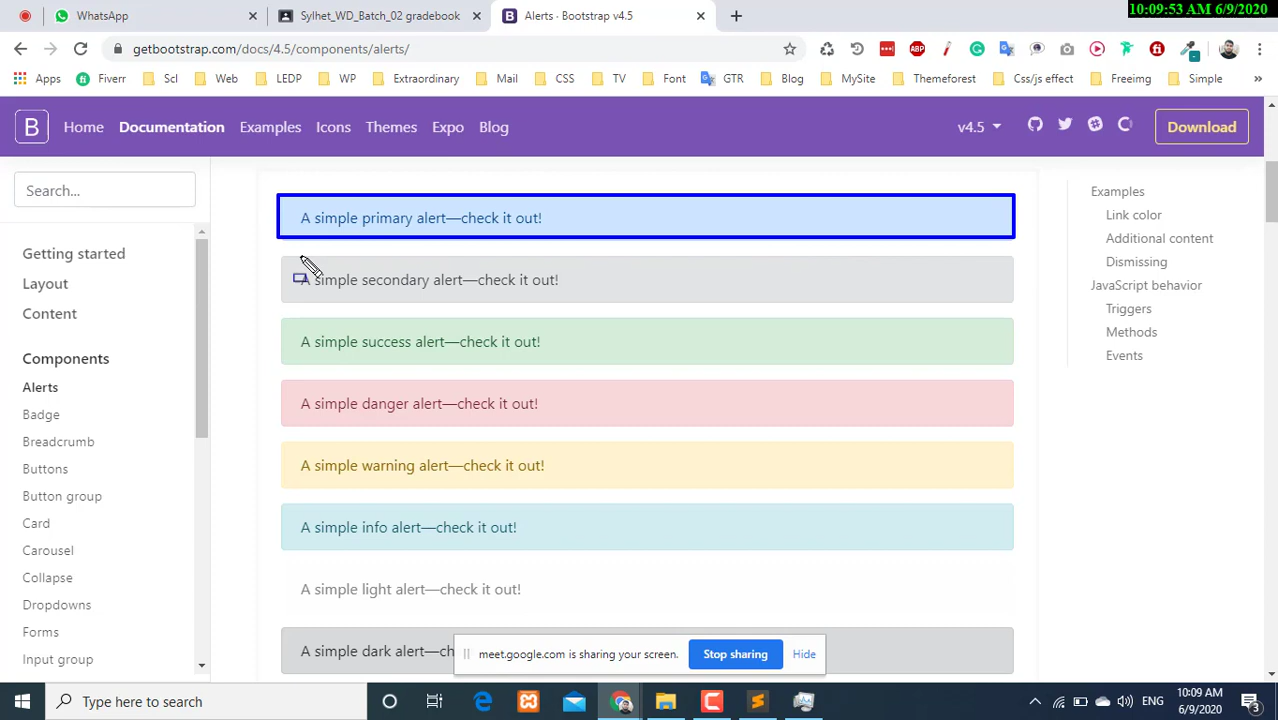 10:09:53 AM 6/9/2020
WhatsApp
Sylhet_WD_Batch_02 gradebook
Alerts · Bootstrap v4.5
getbootstrap.com/docs/4.5/components/alerts/
ABP
Apps
Fiverr
Scl
Web
LEDP
WP
Extraordinary
Mail
CSS
TV
Font
GTR
Blog
MySite
Themeforest
Css/js effect
Freeimg
Simple
B
Home
Documentation
Examples
Icons
Themes
Expo
Blog
v4.5
Download
Search...
Getting started
Layout
Content
Components
Alerts
Badge
Breadcrumb
Buttons
Button group
Card
Carousel
Collapse
Dropdowns
Forms
Input group
A simple primary alert—check it out!
A simple secondary alert—check it out!
A simple success alert—check it out!
A simple danger alert—check it out!
A simple warning alert—check it out!
A simple info alert—check it out!
A simple light alert—check it out!
A simple dark alert—ch
Examples
Link color
Additional content
Dismissing
JavaScript behavior
Triggers
Methods
Events
meet.google.com is sharing your screen.
Stop sharing
Hide
Type here to search
ENG
10:09 AM
6/9/2020
3